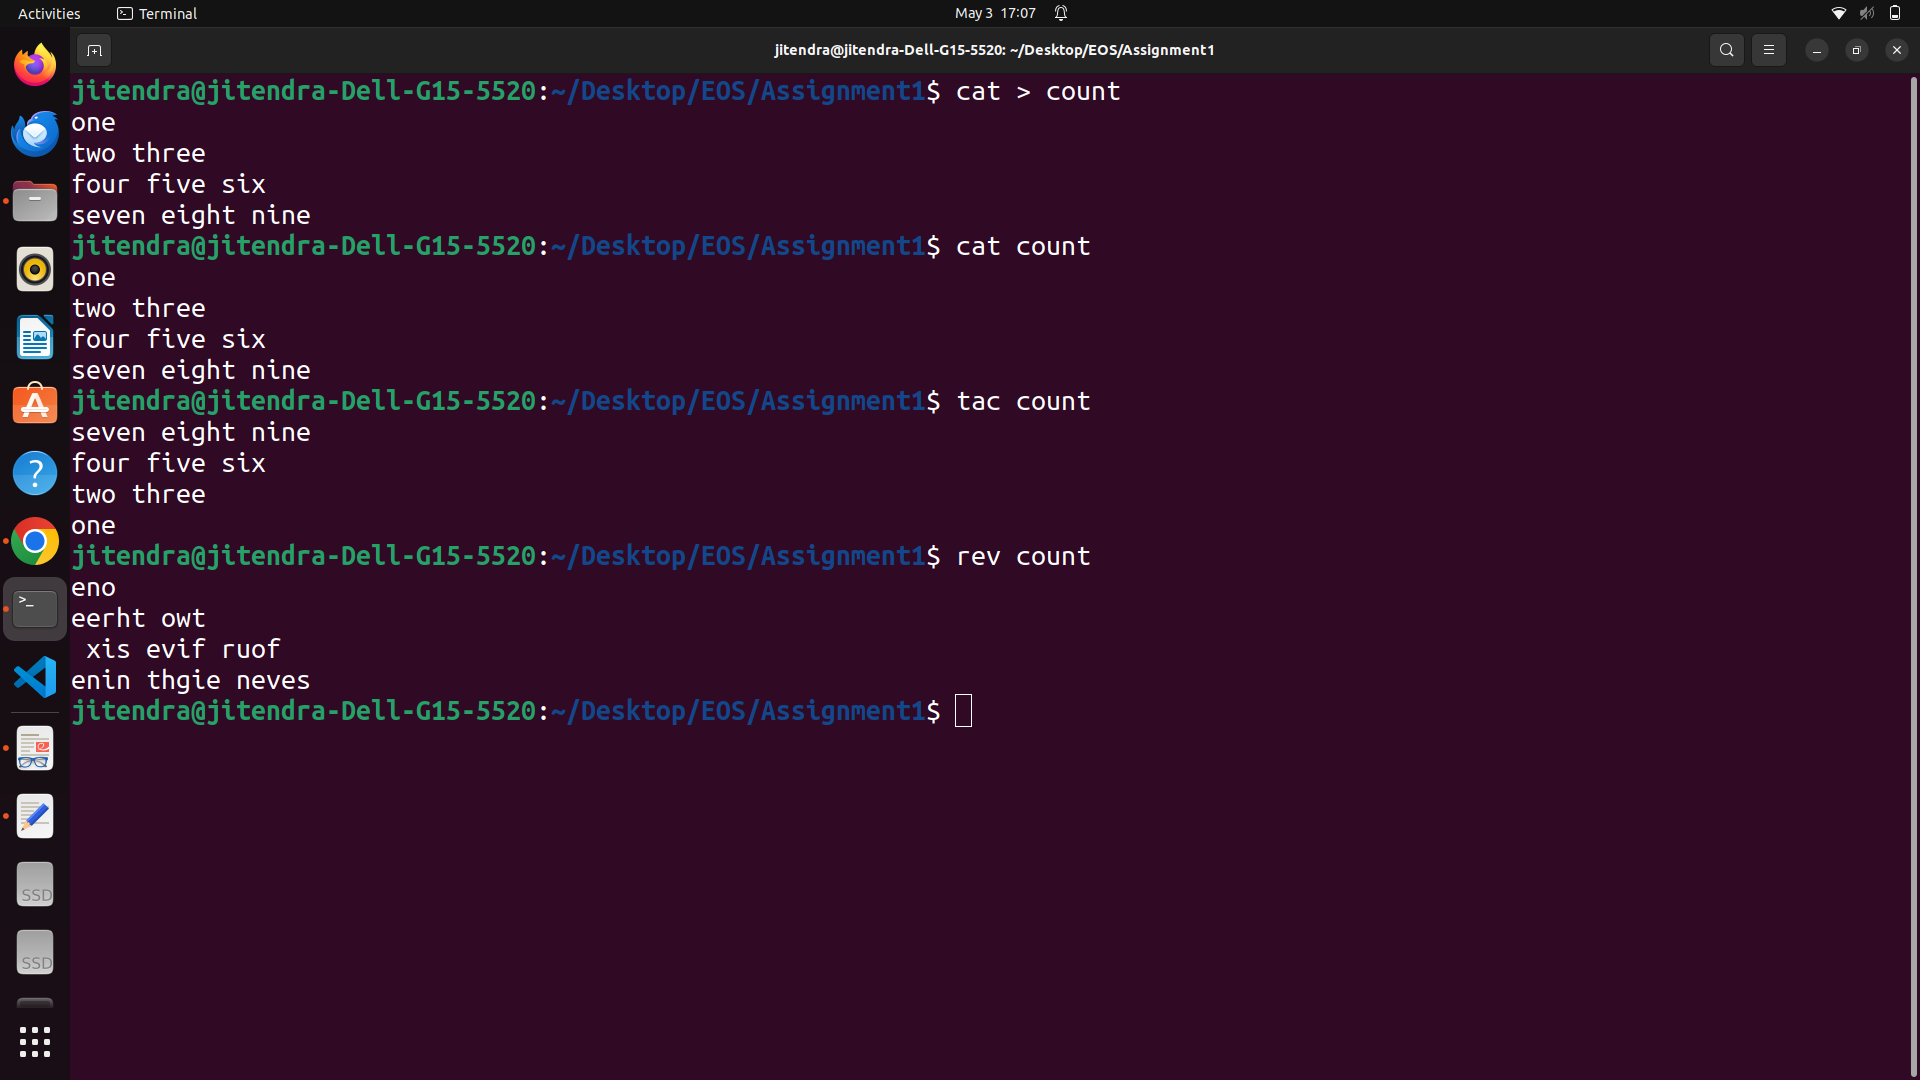 Activities Terminal May 3 17:07
jitendra@jitendra-Dell-G15-5520: ~/Desktop/EOS/Assignment1
jitendra@jitendra-Dell-G15-5520:~/Desktop/EOS/Assignment1$ cat > count
one
two three
four five six
seven eight nine
jitendra@jitendra-Dell-G15-5520:~/Desktop/EOS/Assignment1$ cat count
one
two three
four five six
seven eight nine
jitendra@jitendra-Dell-G15-5520:~/Desktop/EOS/Assignment1$ tac count
seven eight nine
four five six
two three
one
jitendra@jitendra-Dell-G15-5520:~/Desktop/EOS/Assignment1$ rev count
eno
eerht owt
 xis evif ruof
enin thgie neves
jitendra@jitendra-Dell-G15-5520:~/Desktop/EOS/Assignment1$
SSD
SSD